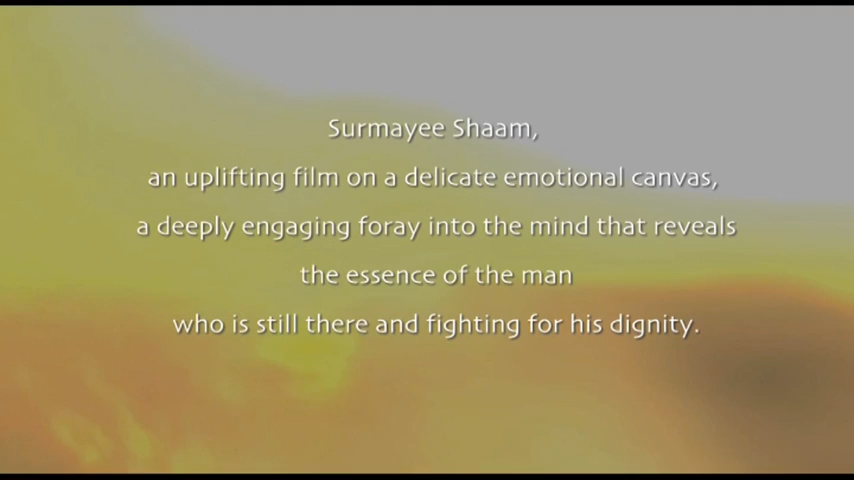 Surmayee Shaam,
an uplifting film on a delicate emotional canvas,
a deeply engaging foray into the mind that reveals
the essence of the man
who is still there and fighting for his dignity.